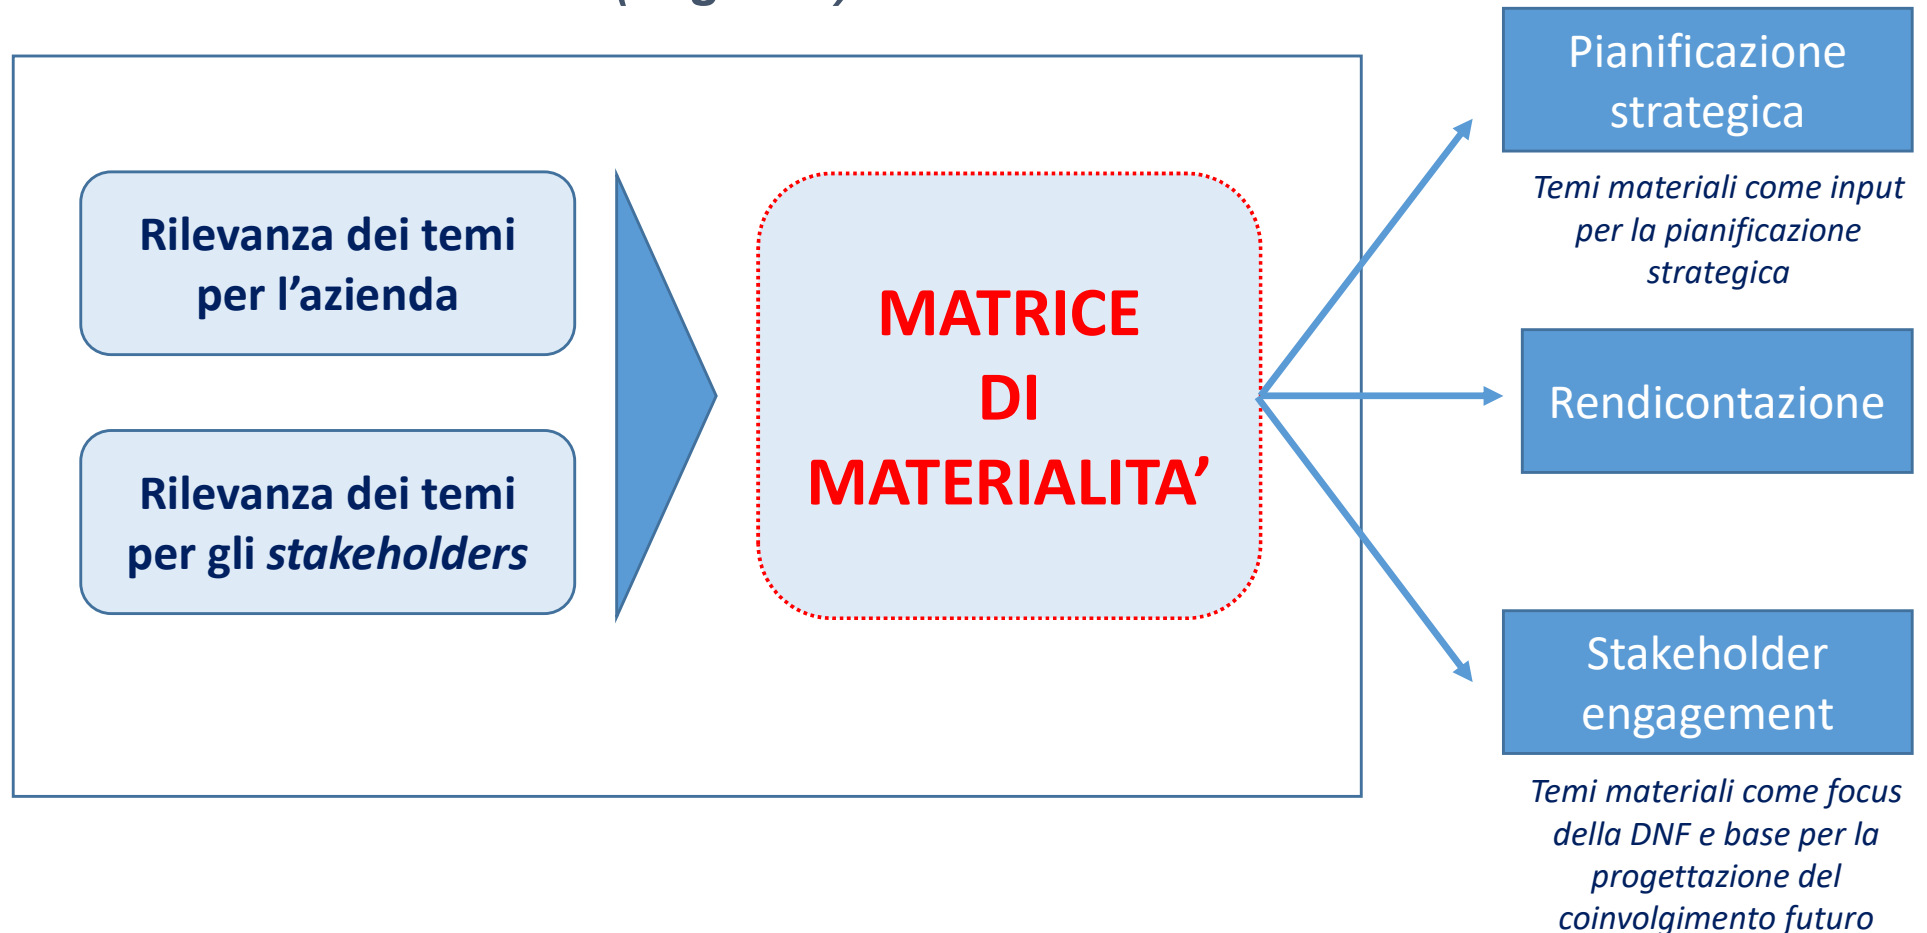 Pianificazione
strategica
Temi materiali come input
per la pianificazione
strategica
Rilevanza dei temi
per l’azienda
MATRICE
DI
MATERIALITA’
Rendicontazione
Rilevanza dei temi
per gli stakeholders
Stakeholder
engagement
Temi materiali come focus
della DNF e base per la
progettazione del
coinvolgimento futuro